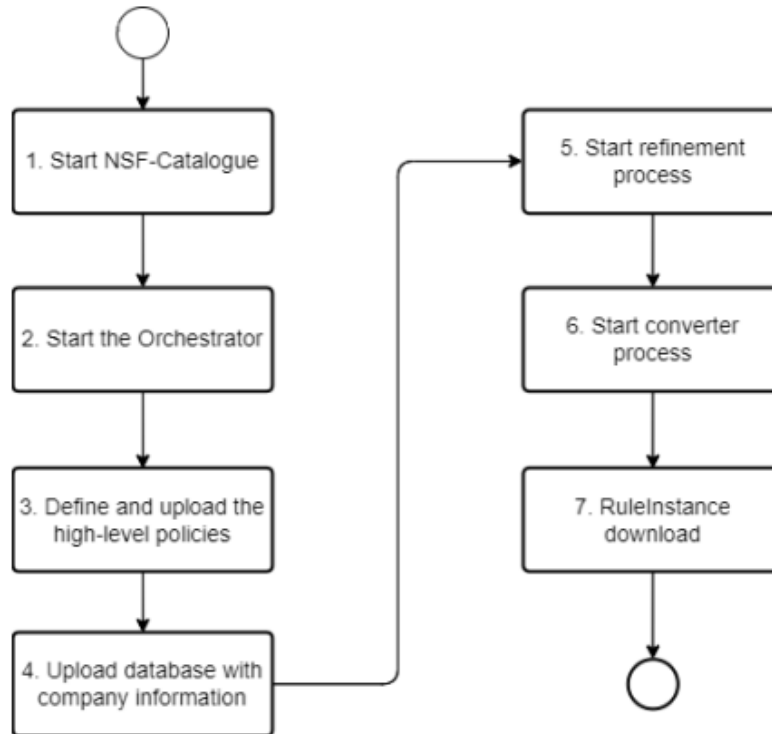 1. Start NSF-Catalogue
2. Start the Orchestrator
3. Define and upload the
high-level policies
4. Upload database with
company information
5. Start refinement
process
6. Start converter
process
7. RuleInstance
download